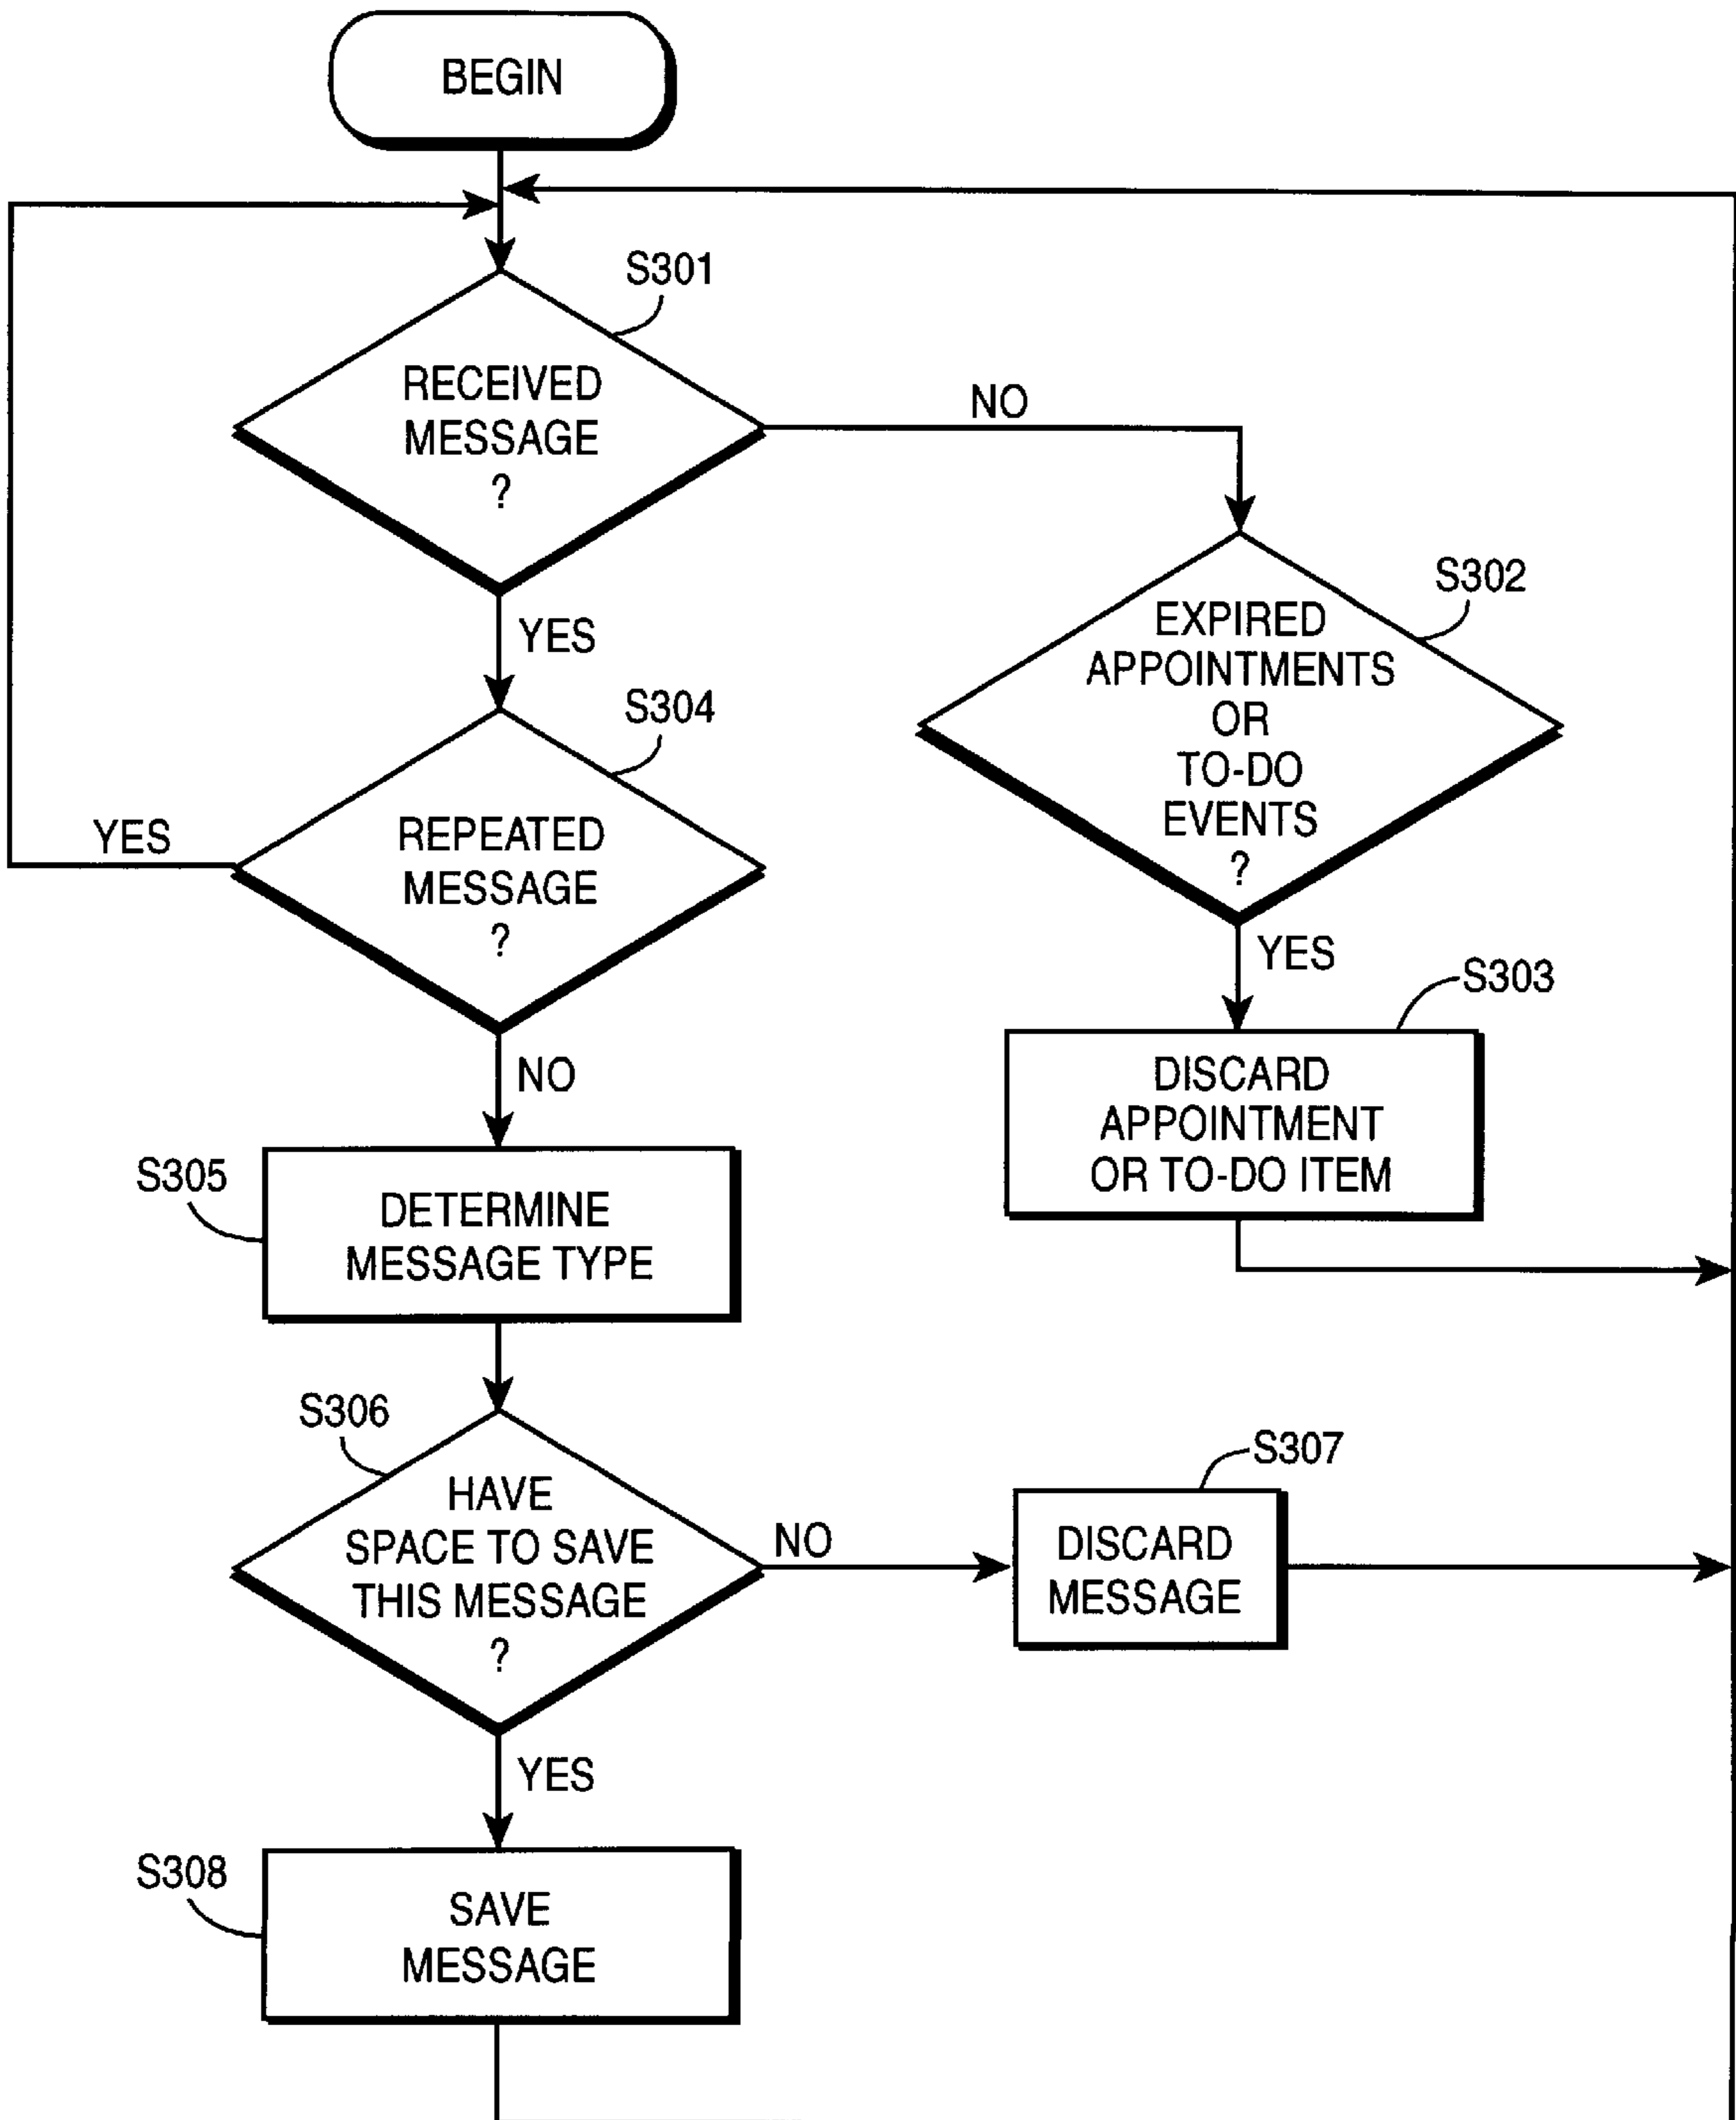 BEGIN
S301
RECEIVED
MESSAGE
?
NO
YES
S302
EXPIRED
APPOINTMENTS
OR
TO-DO
EVENTS
?
YES
S303
DISCARD
APPOINTMENT
OR TO-DO ITEM
S304
REPEATED
MESSAGE
?
YES
NO
S305
DETERMINE
MESSAGE TYPE
S306
HAVE
SPACE TO SAVE
THIS MESSAGE
?
NO
S307
DISCARD
MESSAGE
YES
S308
SAVE
MESSAGE